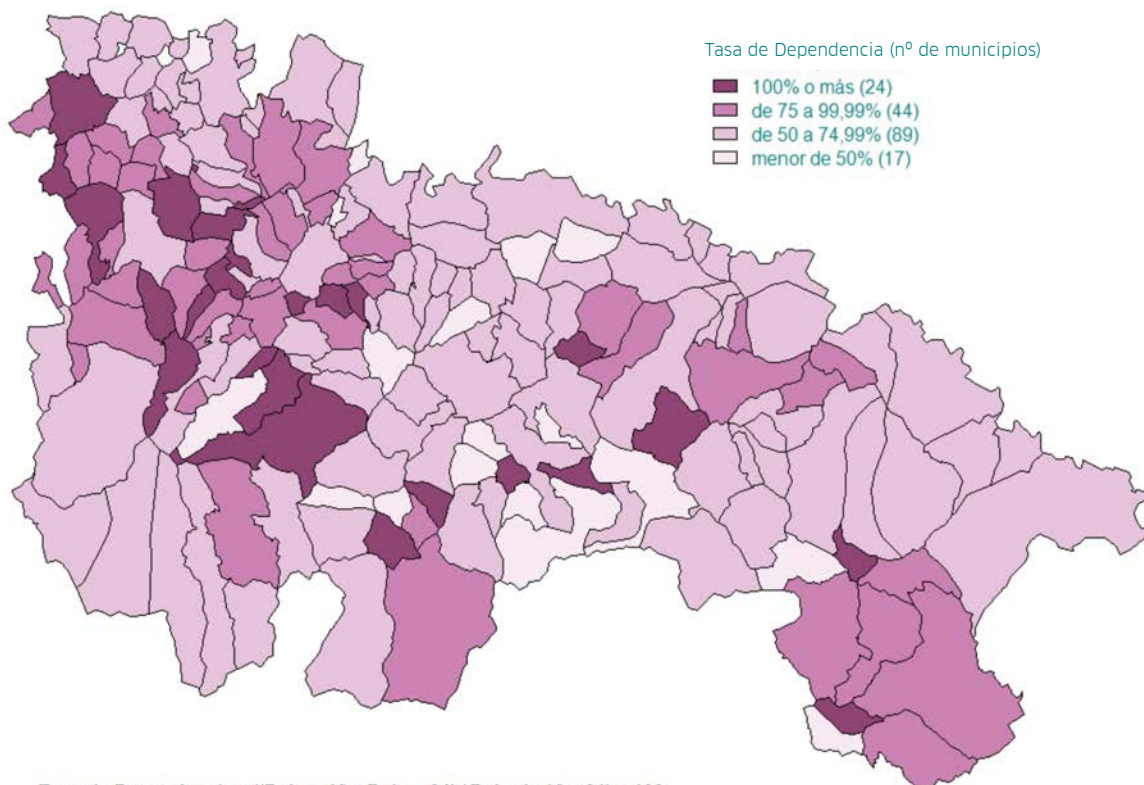 Tasa de Dependencia (nº de municipios)
100% o más (24)
de 75 a 99,99% (44)
de 50 a 74,99% (89)
menor de 50% (17)